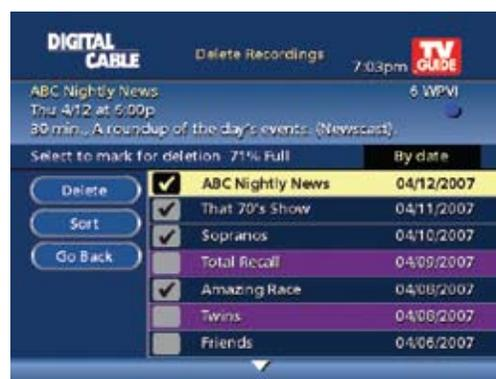 DIGITAL CABLE
Delete Recordings
7:03pm
TV GUIDE
ABC Nightly News
6 WPVI
Thu 4/12 at 6:00p
30 min., A roundup of the day's events. (Newscast).
Select to mark for deletion 71% Full
By date
Delete
Sort
Go Back
ABC Nightly News 04/12/2007
That 70's Show 04/11/2007
Sopranos 04/10/2007
Total Recall 04/09/2007
Amazing Race 04/08/2007
Twins 04/08/2007
Friends 04/06/2007